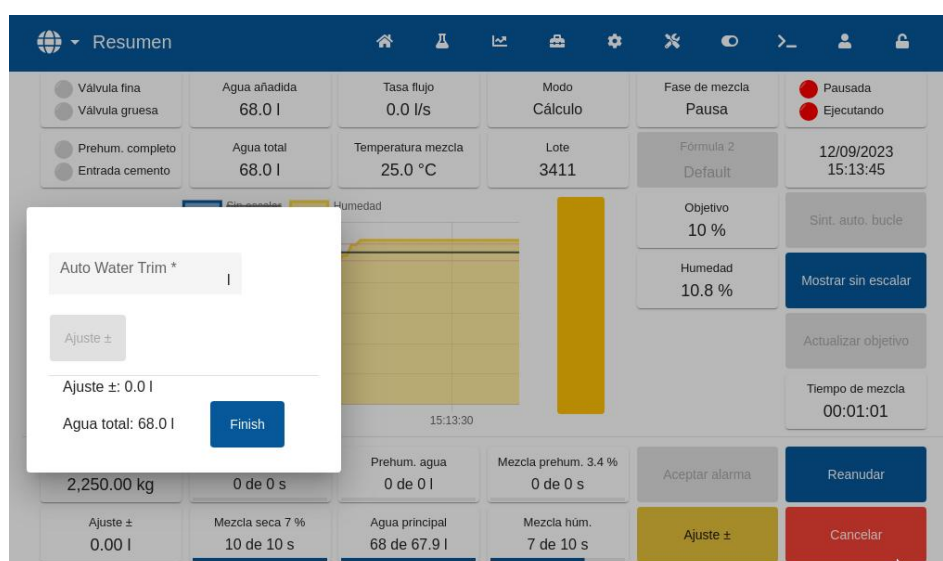 Resumen
Válvula fina
Válvula gruesa
Agua añadida
68.0 l
Tasa flujo
0.0 l/s
Modo
Cálculo
Fase de mezcla
Pausa
Pausada
Ejecutando
Prehum. completo
Entrada cemento
Agua total
68.0 l
Temperatura mezcla
25.0 °C
Lote
3411
Fórmula 2
Default
12/09/2023
15:13:45
Sin escalar
Humedad
Objetivo
10 %
Sint. auto. bucle
Humedad
10.8 %
Mostrar sin escalar
Actualizar objetivo
Tiempo de mezcla
00:01:01
15:13:30
Auto Water Trim *
l
Ajuste ±
Ajuste ±: 0.0 l
Agua total: 68.0 l
Finish
2,250.00 kg
0 de 0 s
Prehum. agua
0 de 0 l
Mezcla prehum. 3.4 %
0 de 0 s
Aceptar alarma
Reanudar
Ajuste ±
0.00 l
Mezcla seca 7 %
10 de 10 s
Agua principal
68 de 67.9 l
Mezcla húm.
7 de 10 s
Ajuste ±
Cancelar